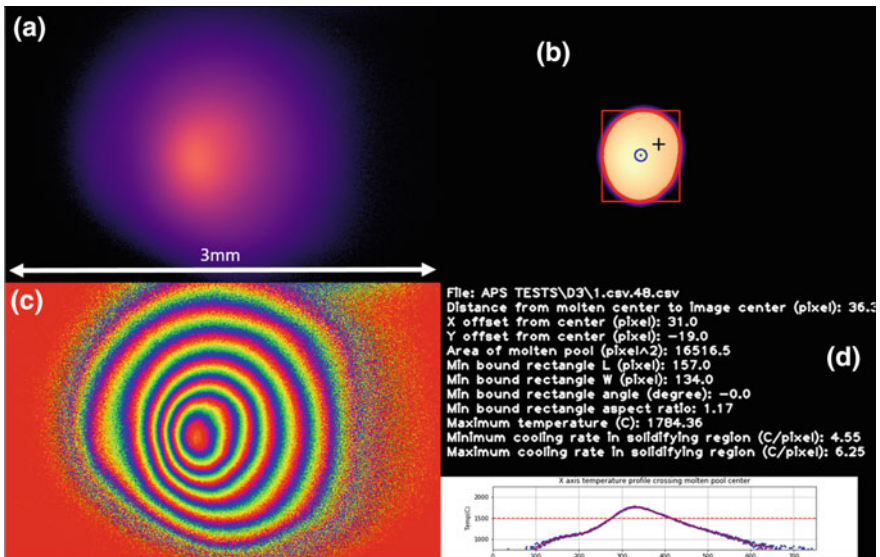 (a)
(b)
3mm
(c)
File: APS TESTS\D3\1.csv.48.csv
Distance from molten center to image center (pixel): 36.3
X offset from center (pixel): 31.0
Y offset from center (pixel): -19.0
Area of molten pool (pixel^2): 16516.5
(d)
Min bound rectangle L (pixel): 157.0
Min bound rectangle W (pixel): 134.0
Min bound rectangle angle (degree): -0.0
Min bound rectangle aspect ratio: 1.17
Maximum temperature (C): 1784.36
Minimum cooling rate in solidifying region (C/pixel): 4.55
Maximum cooling rate in solidifying region (C/pixel): 6.25
X axis temperature profile crossing molten pool center
Temp(C)
2000
1500
1000
0 100 200 300 400 500 600 700